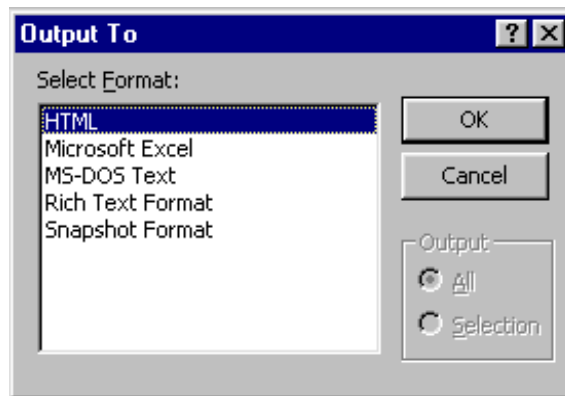 Output To
Select Format:
HTML
Microsoft Excel
MS-DOS Text
Rich Text Format
Snapshot Format
OK
Cancel
Output
All
Selection